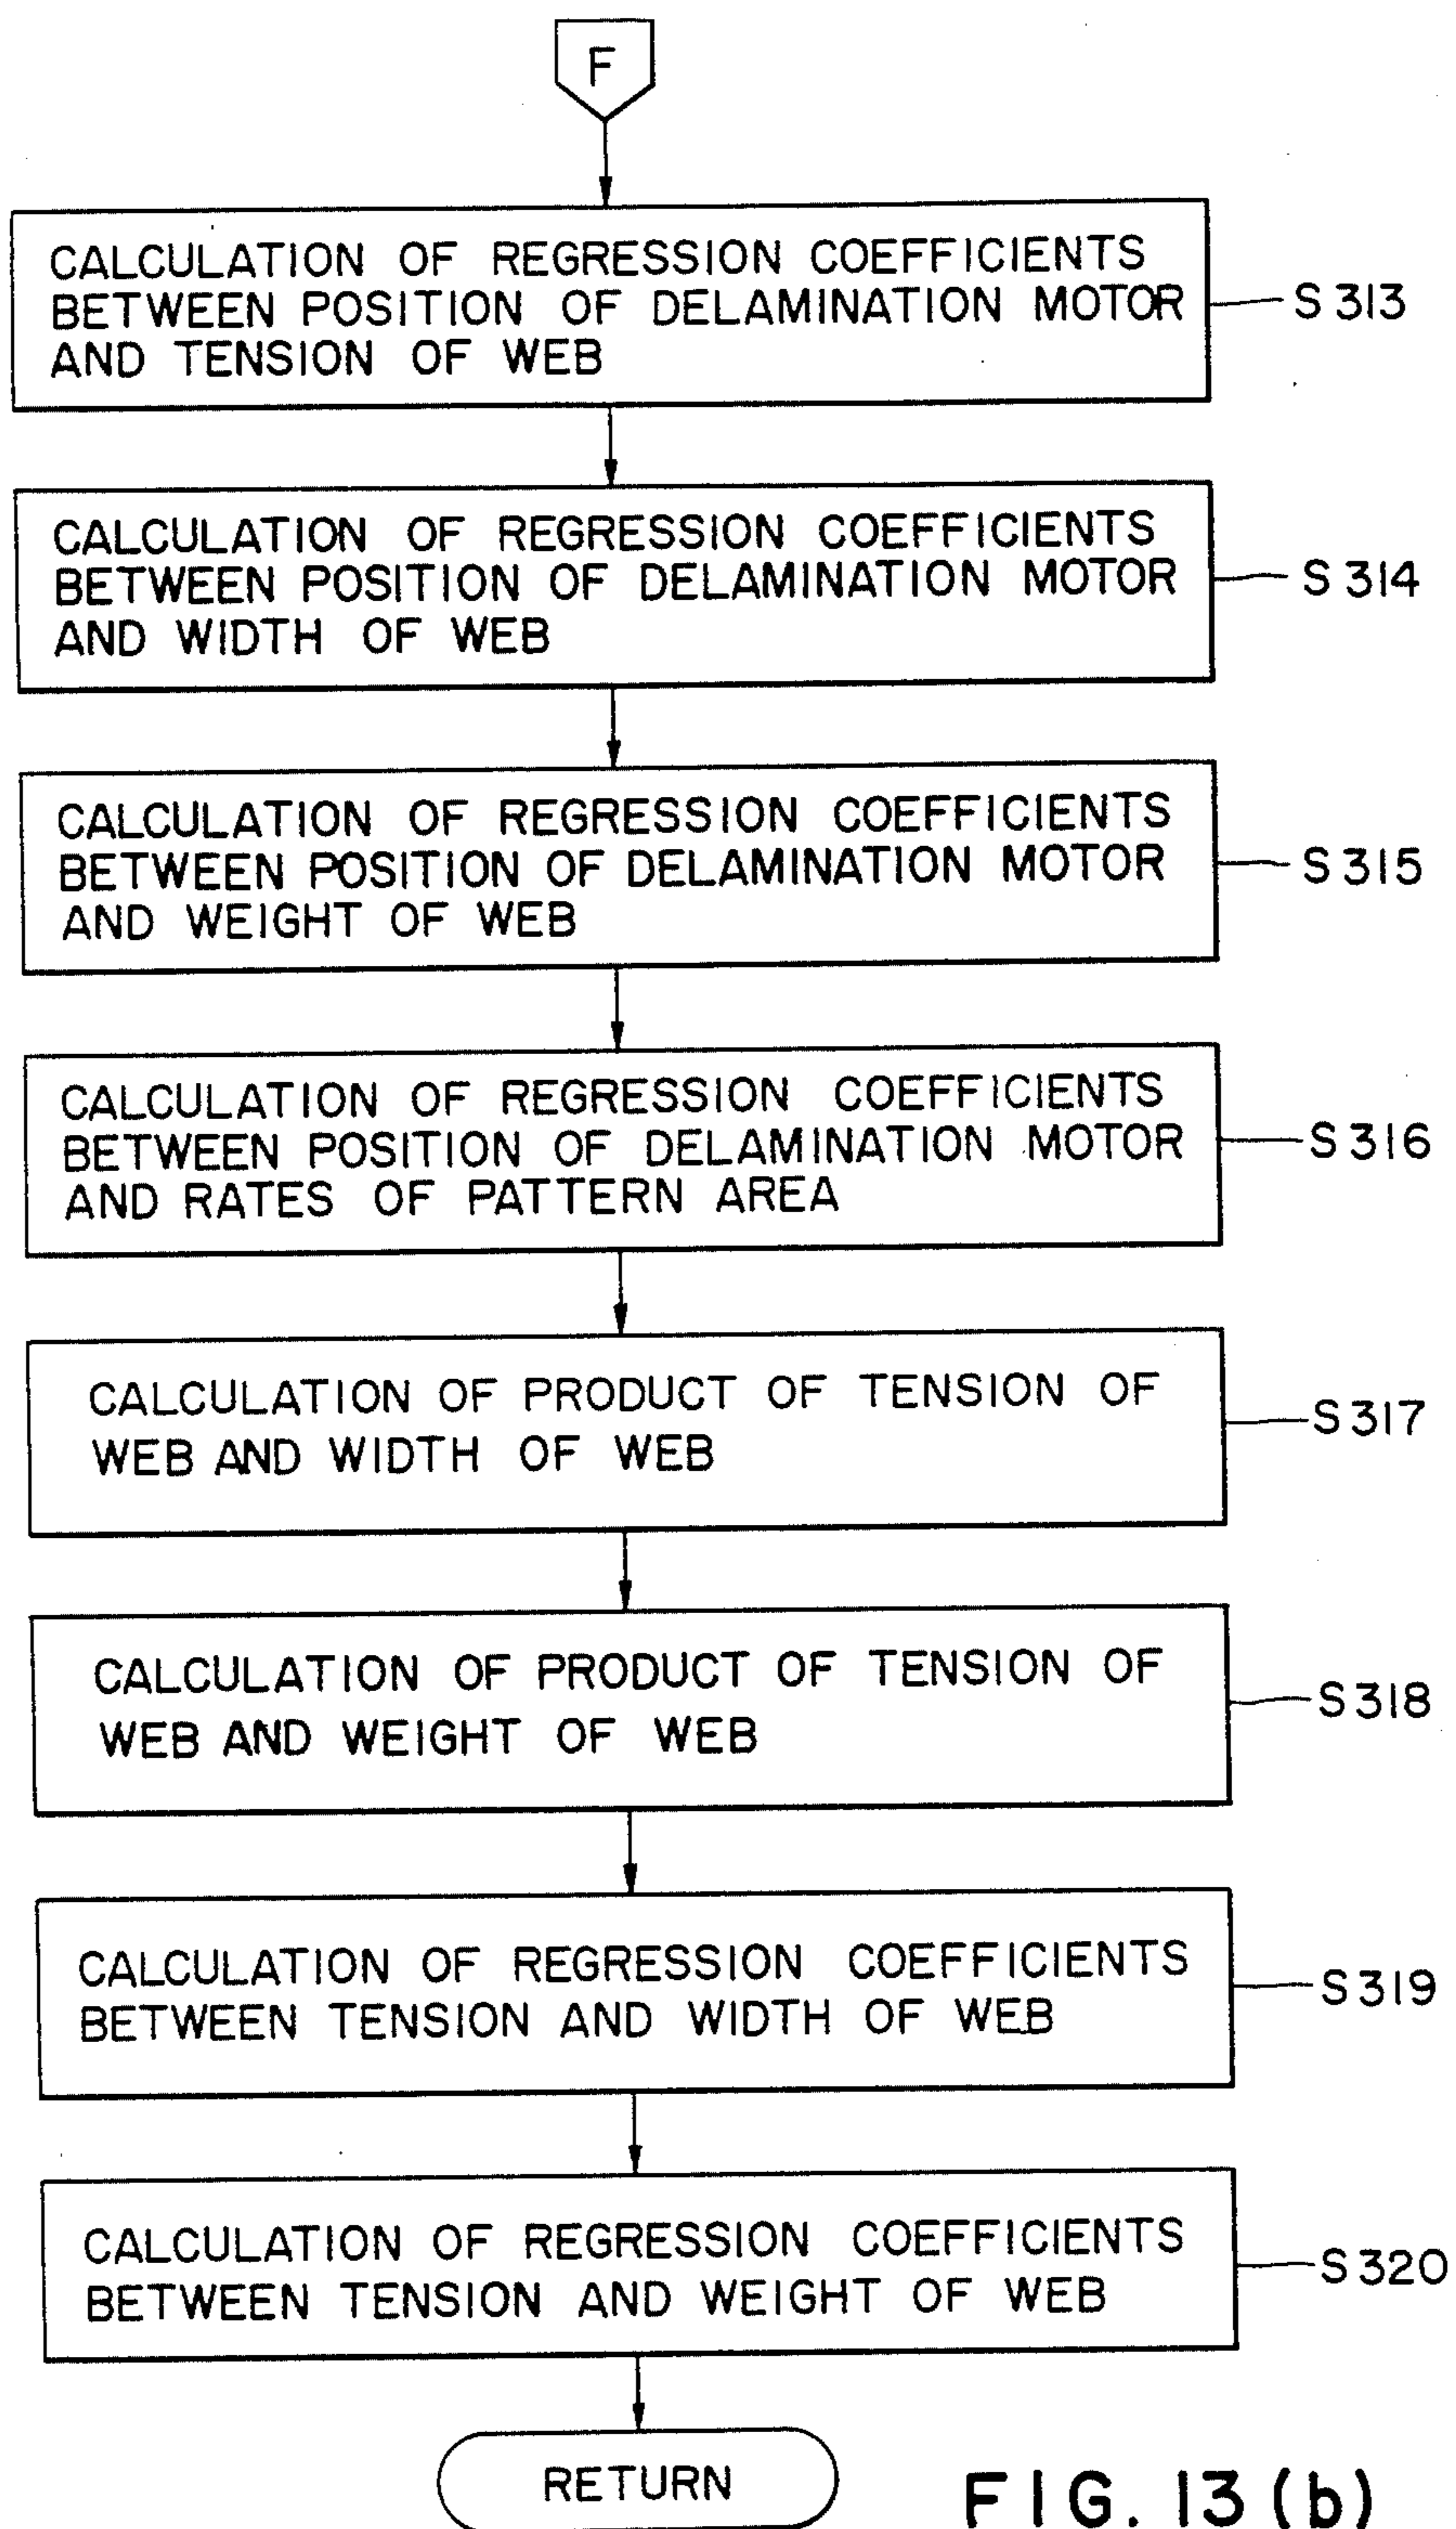 F
CALCULATION OF REGRESSION COEFFICIENTS
BETWEEN POSITION OF DELAMINATION MOTOR
AND TENSION OF WEB
S313
CALCULATION OF REGRESSION COEFFICIENTS
BETWEEN POSITION OF DELAMINATION MOTOR
AND WIDTH OF WEB
S314
CALCULATION OF REGRESSION COEFFICIENTS
BETWEEN POSITION OF DELAMINATION MOTOR
AND WEIGHT OF WEB
S315
CALCULATION OF REGRESSION COEFFICIENTS
BETWEEN POSITION OF DELAMINATION MOTOR
AND RATES OF PATTERN AREA
S316
CALCULATION OF PRODUCT OF TENSION OF
WEB AND WIDTH OF WEB
S317
CALCULATION OF PRODUCT OF TENSION OF
WEB AND WEIGHT OF WEB
S318
CALCULATION OF REGRESSION COEFFICIENTS
BETWEEN TENSION AND WIDTH OF WEB
S319
CALCULATION OF REGRESSION COEFFICIENTS
BETWEEN TENSION AND WEIGHT OF WEB
S320
RETURN
FIG. 13(b)